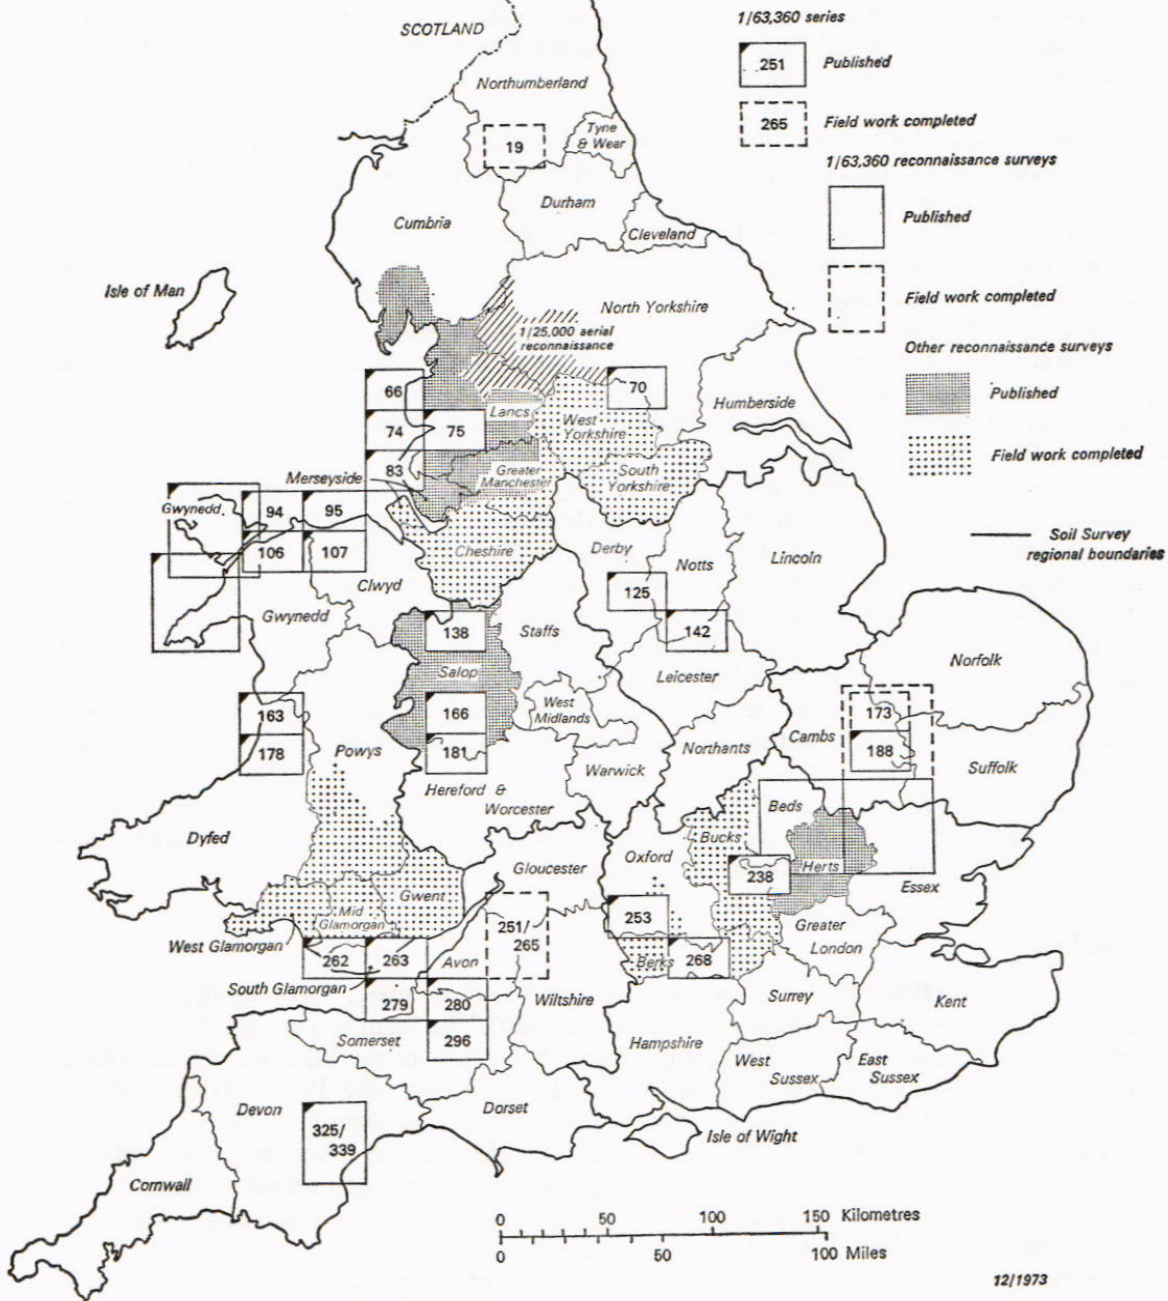 SCOTLAND
1/63,360 series
251
Published
265
Field work completed
1/63,360 reconnaissance surveys
Published
Field work completed
Other reconnaissance surveys
Published
Field work completed
Soil Survey
regional boundaries
Northumberland
Tyne
& Wear
19
Durham
Cumbria
Cleveland
Isle of Man
North Yorkshire
1/25,000 aerial
reconnaissance
66
70
Humberside
Lancs
West
Yorkshire
74
75
83
Merseyside
Greater
Manchester
South
Yorkshire
Gwynedd
94
95
106
107
Cheshire
Derby
Notts
Lincoln
Clwyd
Gwynedd
125
138
Staffs
142
Salop
Leicester
Norfolk
163
166
West
Midlands
173
178
Powys
181
Northants
Cambs
188
Suffolk
Warwick
Hereford &
Worcester
Beds
Dyfed
Bucks
Oxford
Herts
Gloucester
238
Essex
Gwent
Mid
Glamorgan
253
251/
265
Greater
London
West Glamorgan
262
263
Avon
Berks
268
South Glamorgan
279
280
Wiltshire
Surrey
Kent
Somerset
296
Hampshire
West
Sussex
East
Sussex
Devon
325/
339
Dorset
Isle of Wight
Cornwall
0 50 100 150 Kilometres
0 50 100 Miles
12/1973